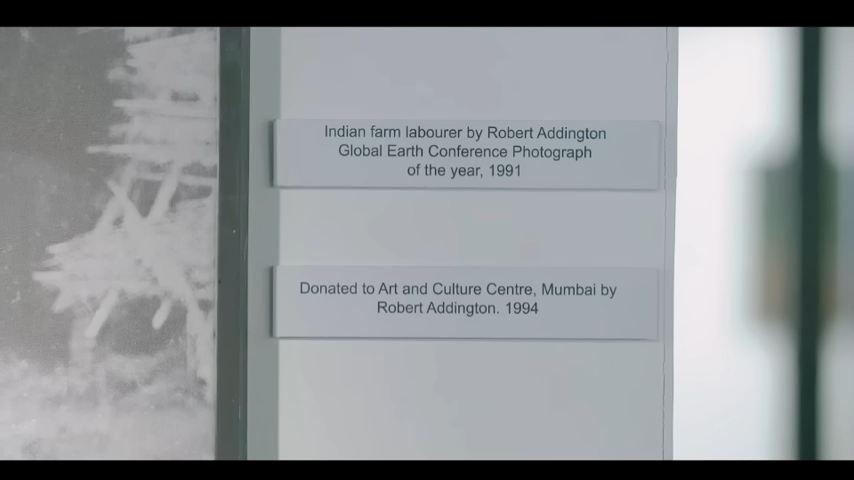 Indian farm labourer by Robert Addington
Global Earth Conference Photograph
of the year, 1991
Donated to Art and Culture Centre, Mumbai by
Robert Addington. 1994